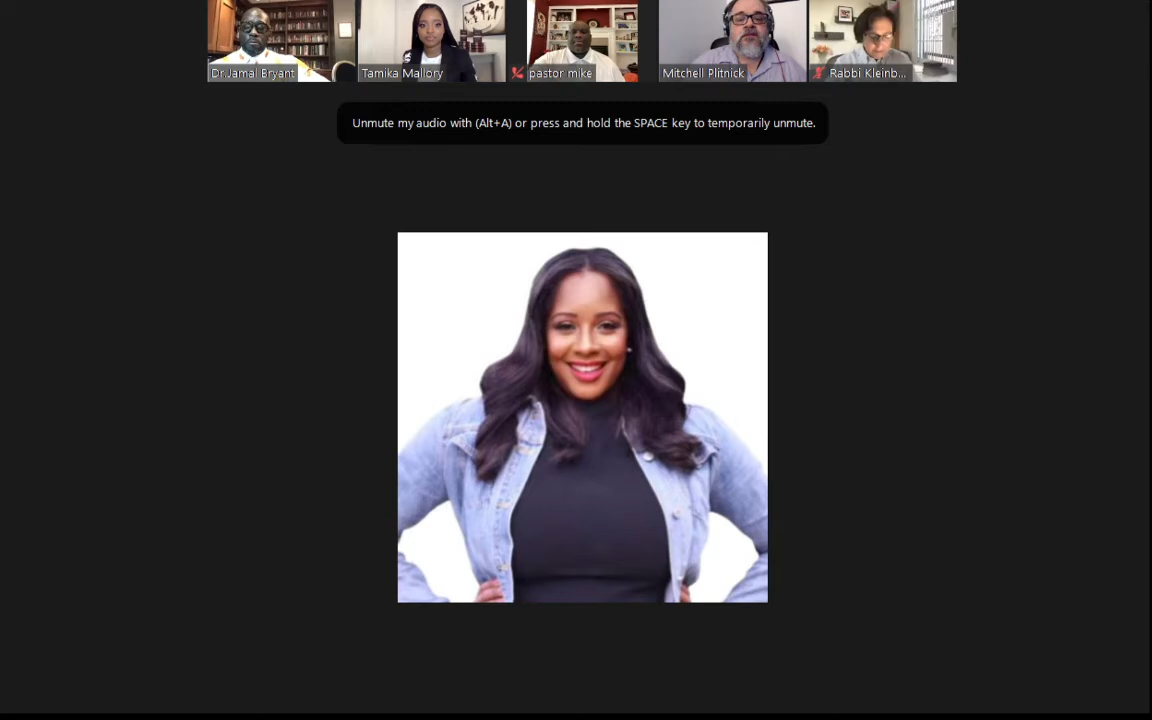 Dr.Jamal Bryant
Tamika Mallory
pastor mike
Mitchell Plitnick
Rabbi Kleinb...
Unmute my audio with (Alt+A) or press and hold the SPACE key to temporarily unmute.